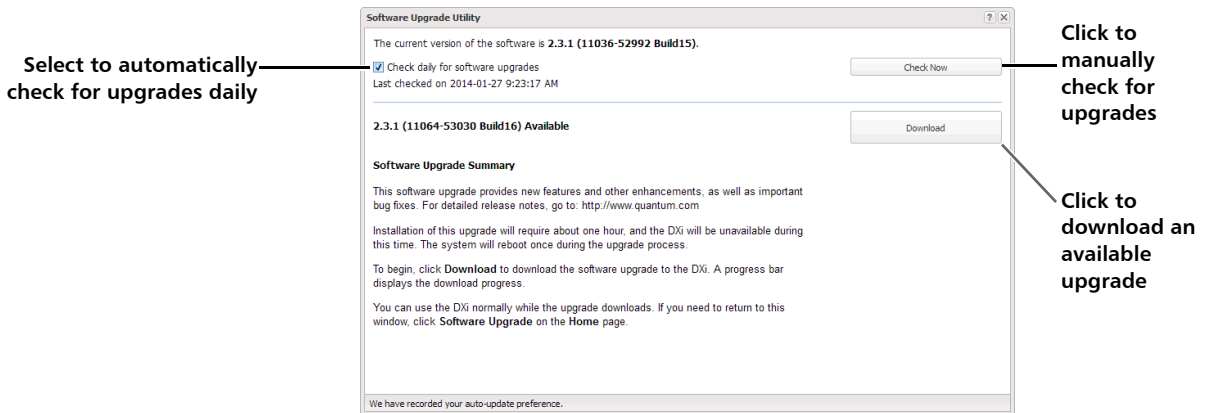 Software Upgrade Utility
?
The current version of the software is 2.3.1 (11036-52992 Build15).
Check daily for software upgrades
Check Now
Last checked on 2014-01-27 9:23:17 AM
2.3.1 (11064-53030 Build16) Available
Download
Software Upgrade Summary
This software upgrade provides new features and other enhancements, as well as important
bug fixes. For detailed release notes, go to: http://www.quantum.com
Installation of this upgrade will require about one hour, and the DXi will be unavailable during
this time. The system will reboot once during the upgrade process.
To begin, click Download to download the software upgrade to the DXi. A progress bar
displays the download progress.
You can use the DXi normally while the upgrade downloads. If you need to return to this
window, click Software Upgrade on the Home page.
We have recorded your auto-update preference.
Select to automatically
check for upgrades daily
Click to
manually
check for
upgrades
Click to
download an
available
upgrade